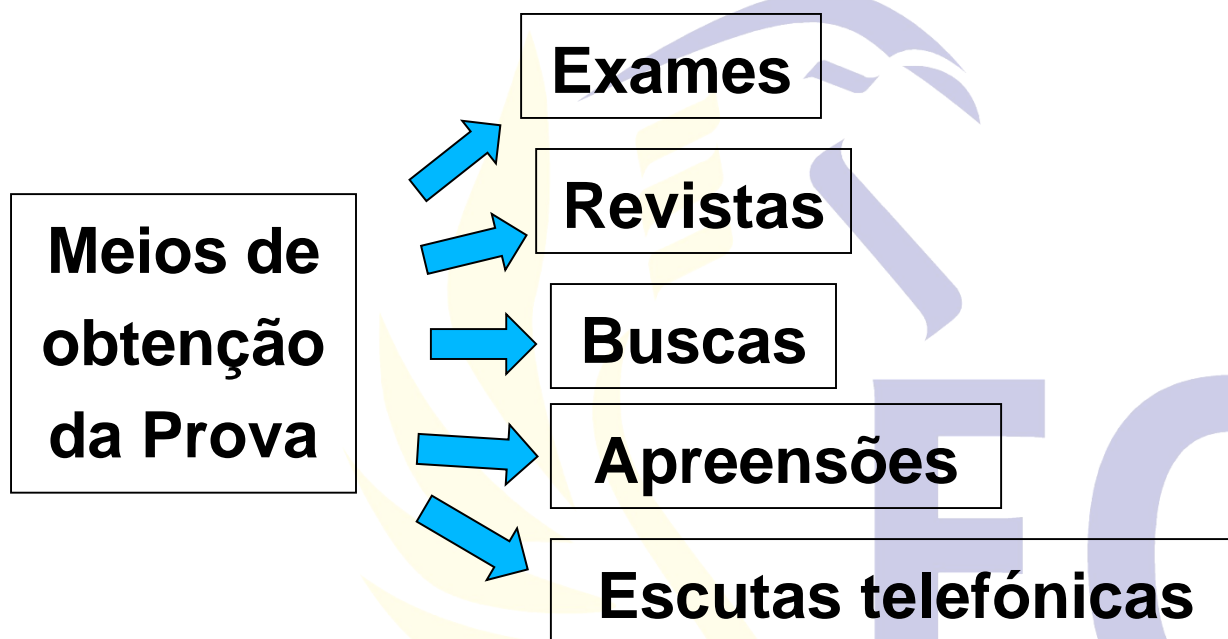 Exames
Revistas
Meios de
obtenção
da Prova
Buscas
Apreensões
Escutas telefónicas